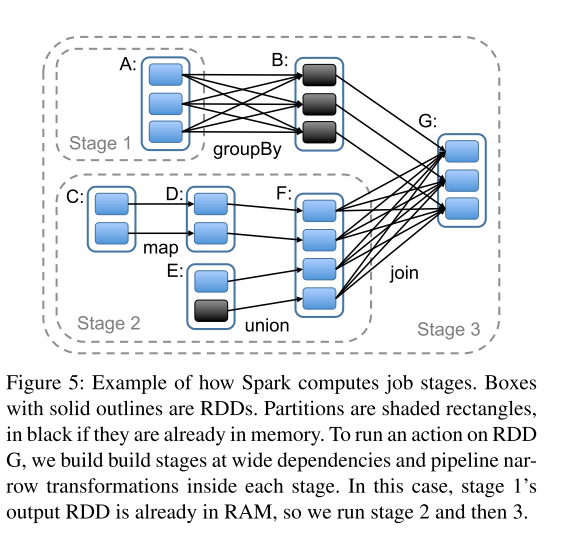 A:
B:
Stage 1
groupBy
G:
C:
D:
F:
map
E:
join
Stage 2
union
Stage 3
Figure 5: Example of how Spark computes job stages. Boxes
with solid outlines are RDDs. Partitions are shaded rectangles,
in black if they are already in memory. To run an action on RDD
G, we build build stages at wide dependencies and pipeline nar-
row transformations inside each stage. In this case, stage 1's
output RDD is already in RAM, so we run stage 2 and then 3.